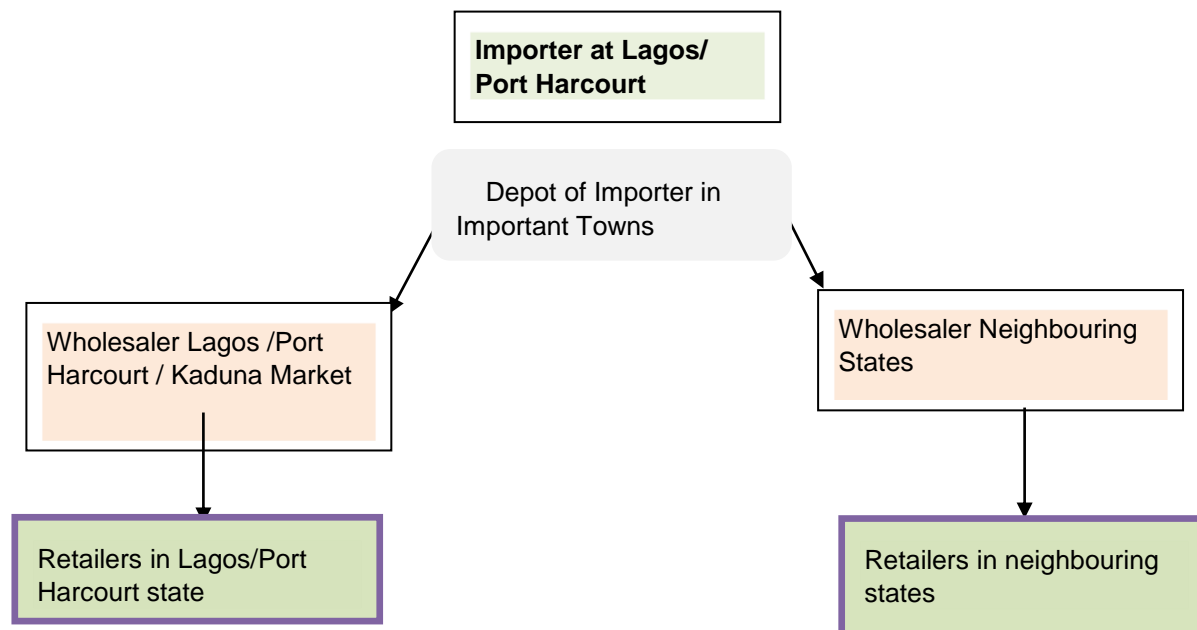 Importer at Lagos/
Port Harcourt
Depot of Importer in
Important Towns
Wholesaler Lagos /Port
Harcourt / Kaduna Market
Wholesaler Neighbouring
States
Retailers in Lagos/Port
Harcourt state
Retailers in neighbouring
states